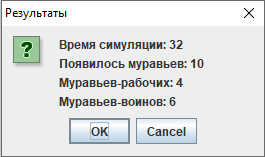 Результаты
Время симуляции: 32
Появилось муравьев: 10
Муравьев-рабочих: 4
Муравьев-воинов: 6
OK
Cancel